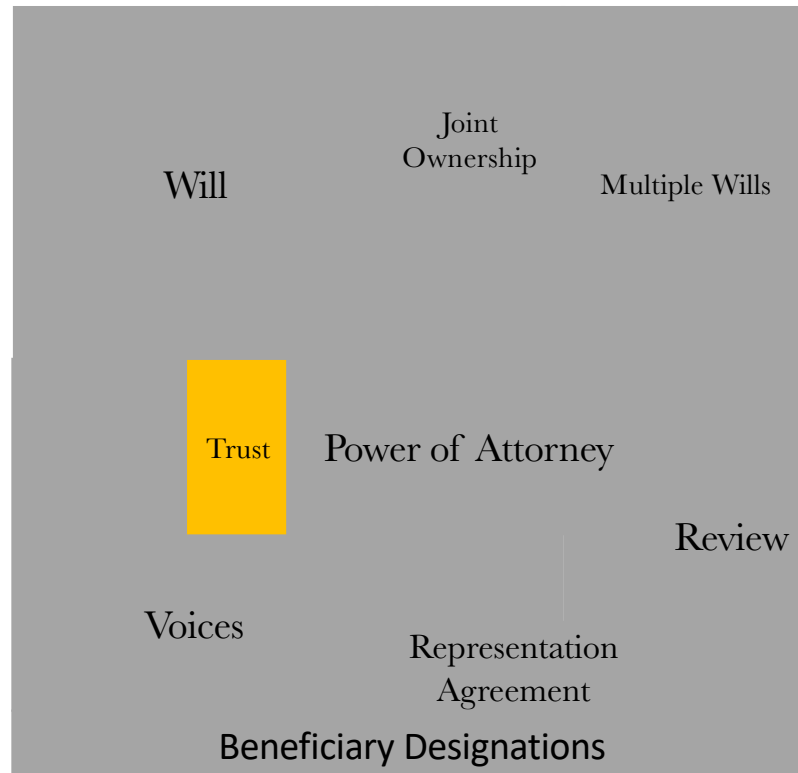 Joint
Ownership
Will
Multiple Wills
Trust
Power of Attorney
Review
Voices
Representation
Agreement
Beneficiary Designations